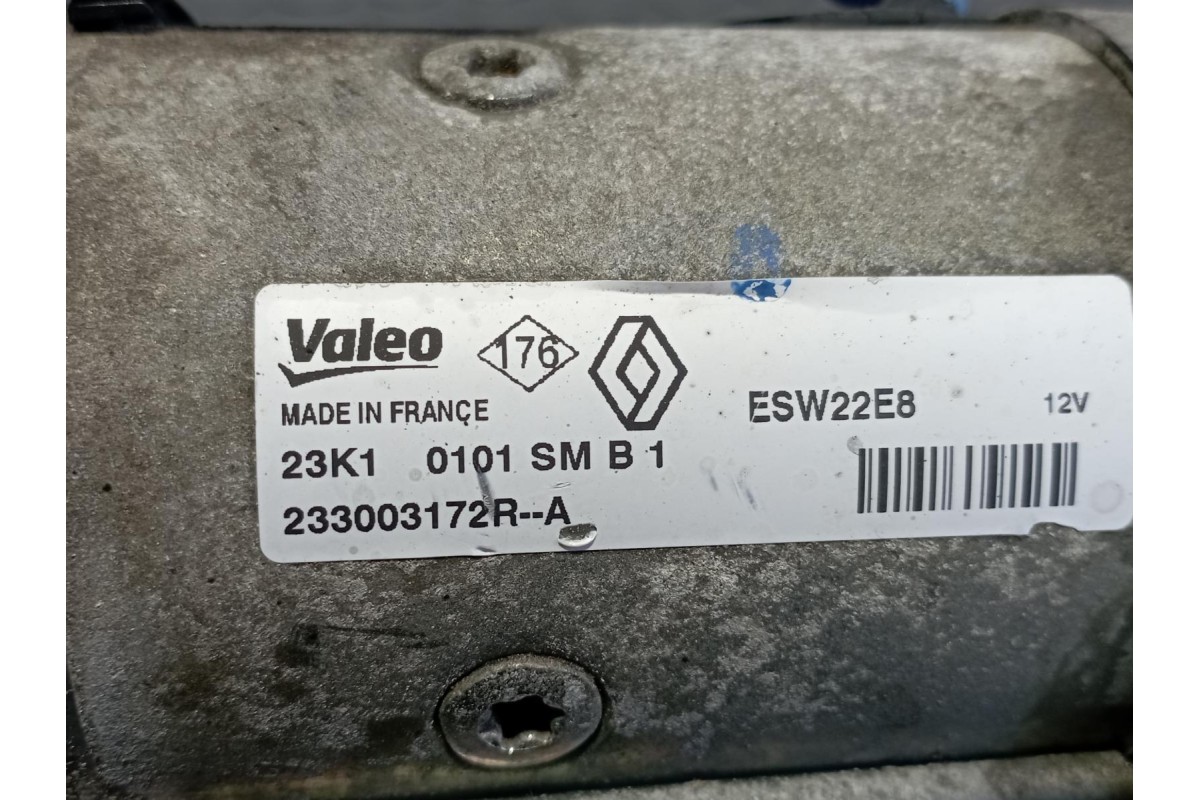 Valeo
176
MADE IN FRANCE
ESW22E8
12V
23K1 0101 SM B 1
233003172R--A